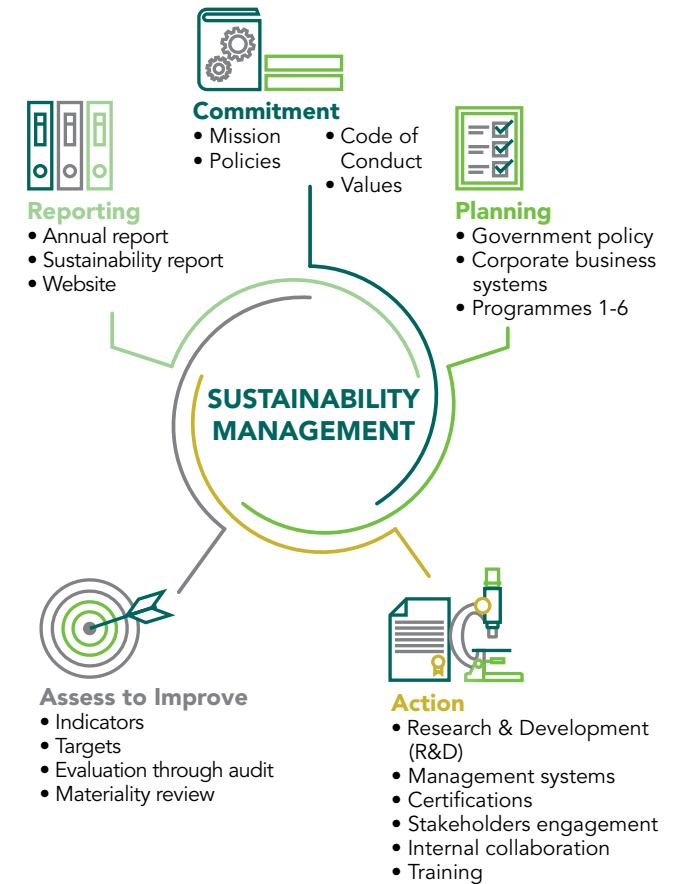 Commitment
• Mission
• Policies
• Code of
Conduct
• Values
Reporting
• Annual report
• Sustainability report
• Website
Planning
• Government policy
• Corporate business
systems
• Programmes 1-6
SUSTAINABILITY
MANAGEMENT
Assess to Improve
• Indicators
• Targets
• Evaluation through audit
• Materiality review
Action
• Research & Development
(R&D)
• Management systems
• Certifications
• Stakeholders engagement
• Internal collaboration
• Training